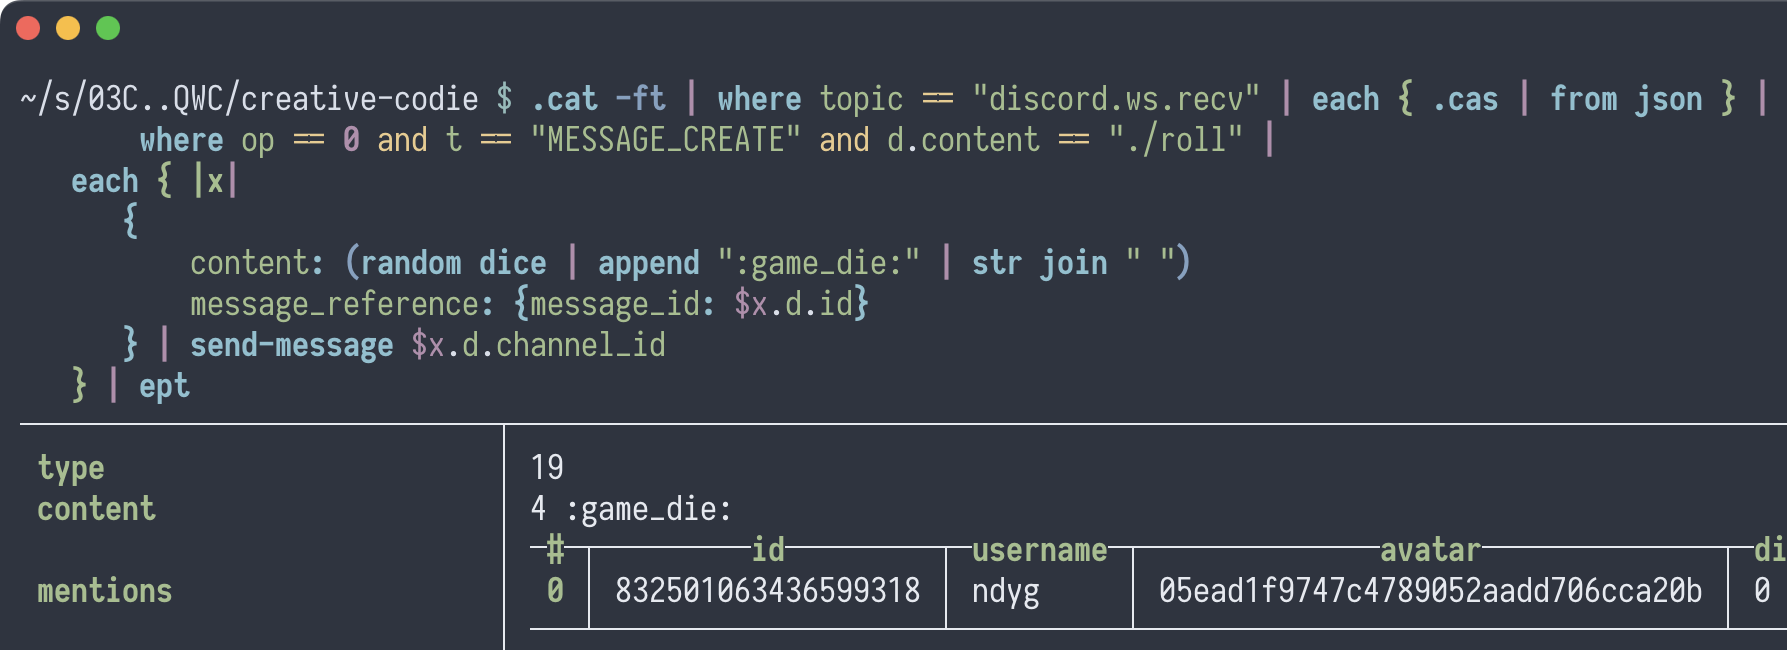 ~/s/03C..QWC/creative-codie $ .cat -ft | where topic == "discord.ws.recv" | each { .cas | from json } |
where op == 0 and t == "MESSAGE_CREATE" and d.content == "./roll" |
each { |x|
{
content: (random dice | append ":game_die:" | str join " ")
message_reference: {message_id: $x.d.id}
} | send-message $x.d.channel_id
} | ept
type 19
content 4 :game_die:
# id username avatar di
mentions 0 832501063436599318 ndyg 05ead1f9747c4789052aadd706cca20b 0